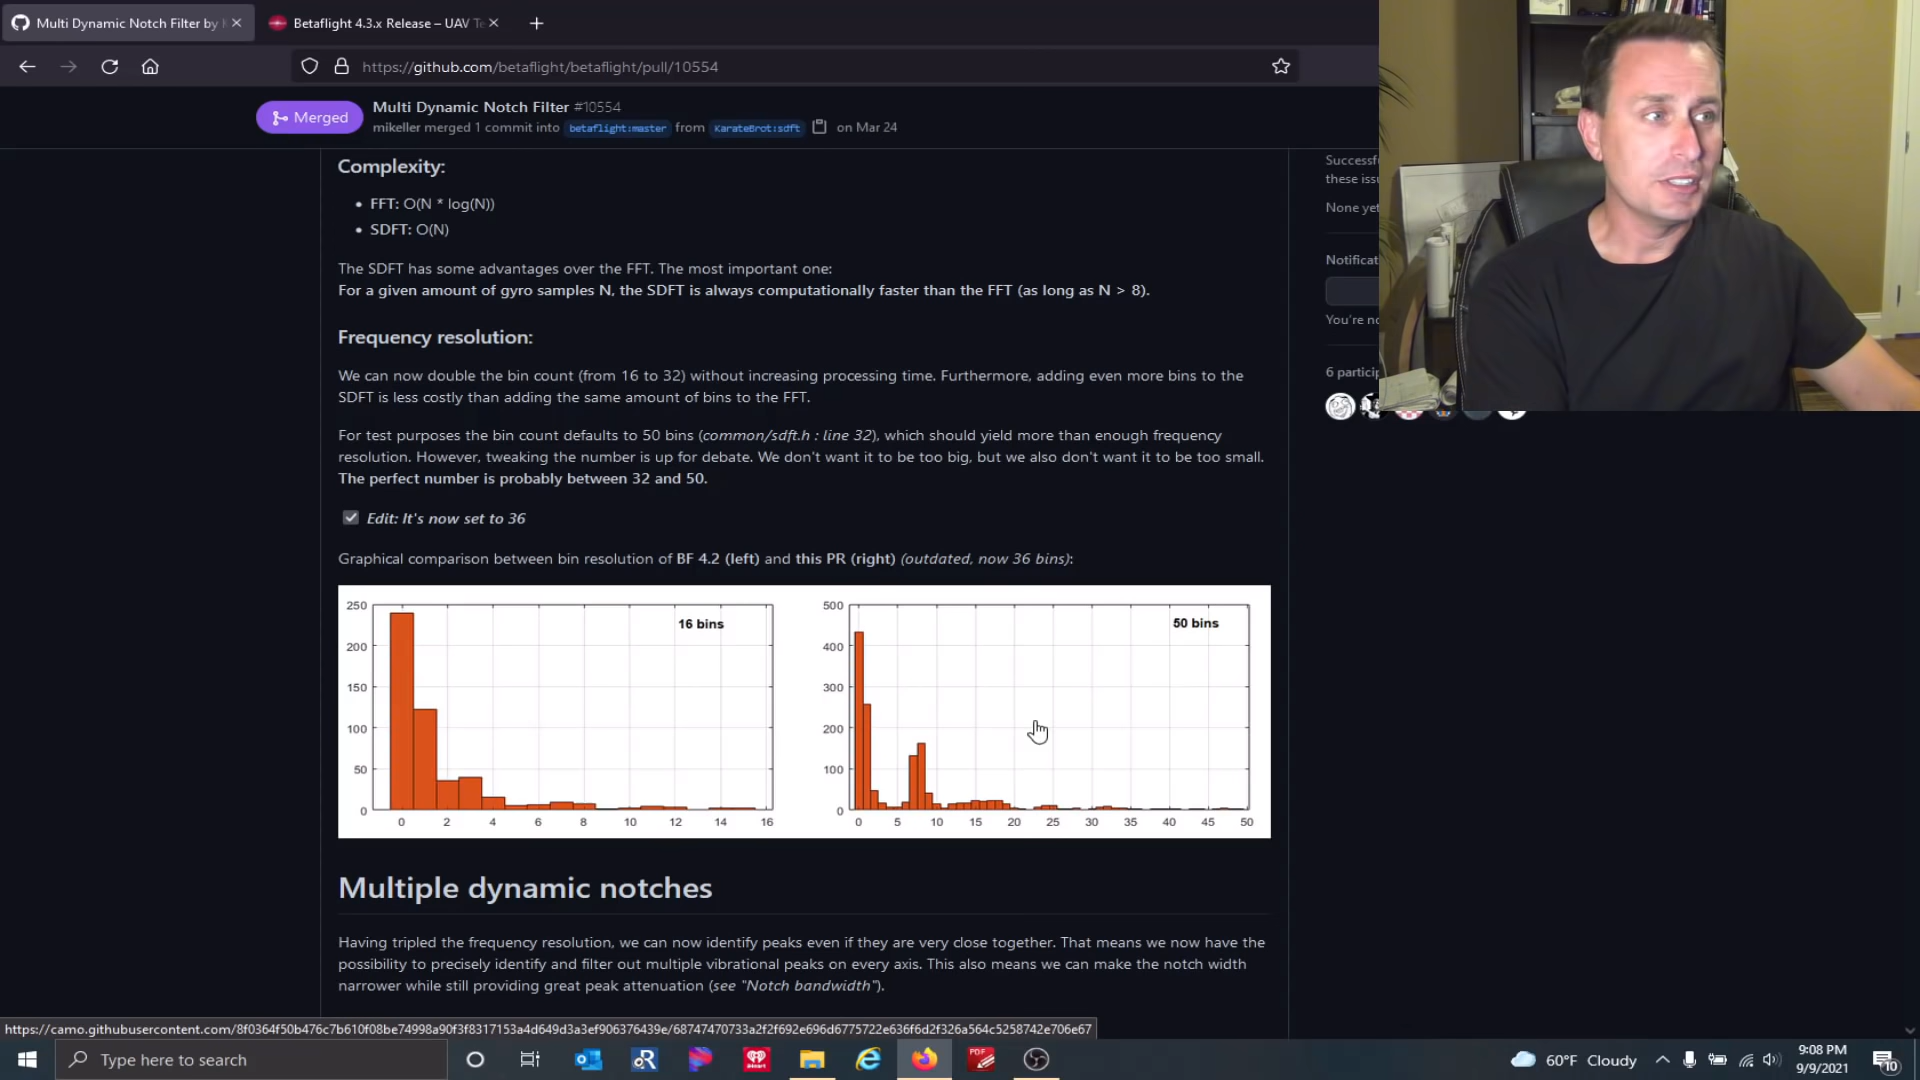 Multi Dynamic Notch Filter by
Betaflight 4.3.x Release – UAV Te
https://github.com/betaflight/betaflight/pull/10554
Merged
Multi Dynamic Notch Filter #10554
mikeller merged 1 commit into betaflight:master from KarateBrot:sdft on Mar 24
Complexity:
• FFT: O(N * log(N))
• SDFT: O(N)
The SDFT has some advantages over the FFT. The most important one:
For a given amount of gyro samples N, the SDFT is always computationally faster than the FFT (as long as N > 8).
Frequency resolution:
We can now double the bin count (from 16 to 32) without increasing processing time. Furthermore, adding even more bins to the
SDFT is less costly than adding the same amount of bins to the FFT.
For test purposes the bin count defaults to 50 bins (common/sdft.h : line 32), which should yield more than enough frequency
resolution. However, tweaking the number is up for debate. We don't want it to be too big, but we also don't want it to be too small.
The perfect number is probably between 32 and 50.
Edit: It's now set to 36
Graphical comparison between bin resolution of BF 4.2 (left) and this PR (right) (outdated, now 36 bins):
16 bins
250
200
150
100
50
0
0 2 4 6 8 10 12 14 16
50 bins
500
400
300
200
100
0
0 5 10 15 20 25 30 35 40 45 50
Multiple dynamic notches
Having tripled the frequency resolution, we can now identify peaks even if they are very close together. That means we now have the
possibility to precisely identify and filter out multiple vibrational peaks on every axis. This also means we can make the notch width
narrower while still providing great peak attenuation (see "Notch bandwidth").
Successf
these issu
None yet
Notificat
You're no
6 particip
https://camo.githubusercontent.com/8f0364f50b476c7b610f08be74998a90f3f8317153a4d649d3a3ef906376439e/68747470733a2f2f692e696d6775722e636f6d2f326a564c5258742e706e67
Type here to search
60°F Cloudy
9:08 PM
9/9/2021
10